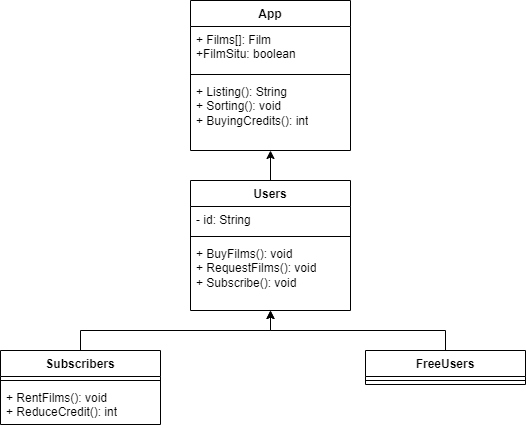 App
+ Films[]: Film
+FilmSitu: boolean
+ Listing(): String
+ Sorting(): void
+ BuyingCredits(): int
Users
- id: String
+ BuyFilms(): void
+ RequestFilms(): void
+ Subscribe(): void
Subscribers
+ RentFilms(): void
+ ReduceCredit(): int
FreeUsers